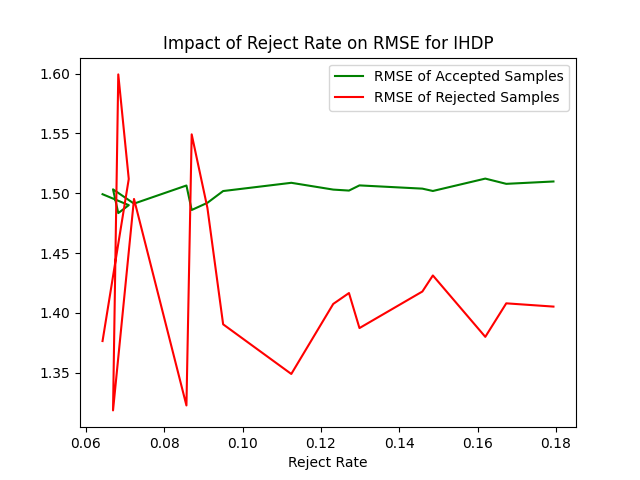 Impact of Reject Rate on RMSE for IHDP
RMSE of Accepted Samples
RMSE of Rejected Samples
1.60
1.55
1.50
1.45
1.40
1.35
0.06 0.08 0.10 0.12 0.14 0.16 0.18
Reject Rate